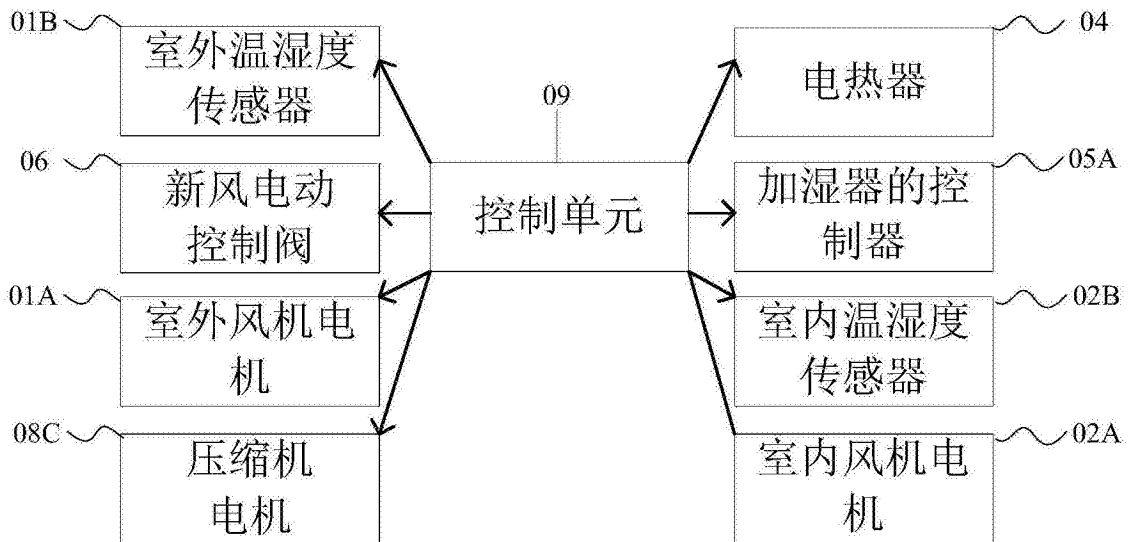 01B
室外温湿度
传感器
06
新风电动
控制阀
01A
室外风机电
机
08C
压缩机
电机
09
控制单元
04
电热器
05A
加湿器的控
制器
02B
室内温湿度
传感器
02A
室内风机电
机